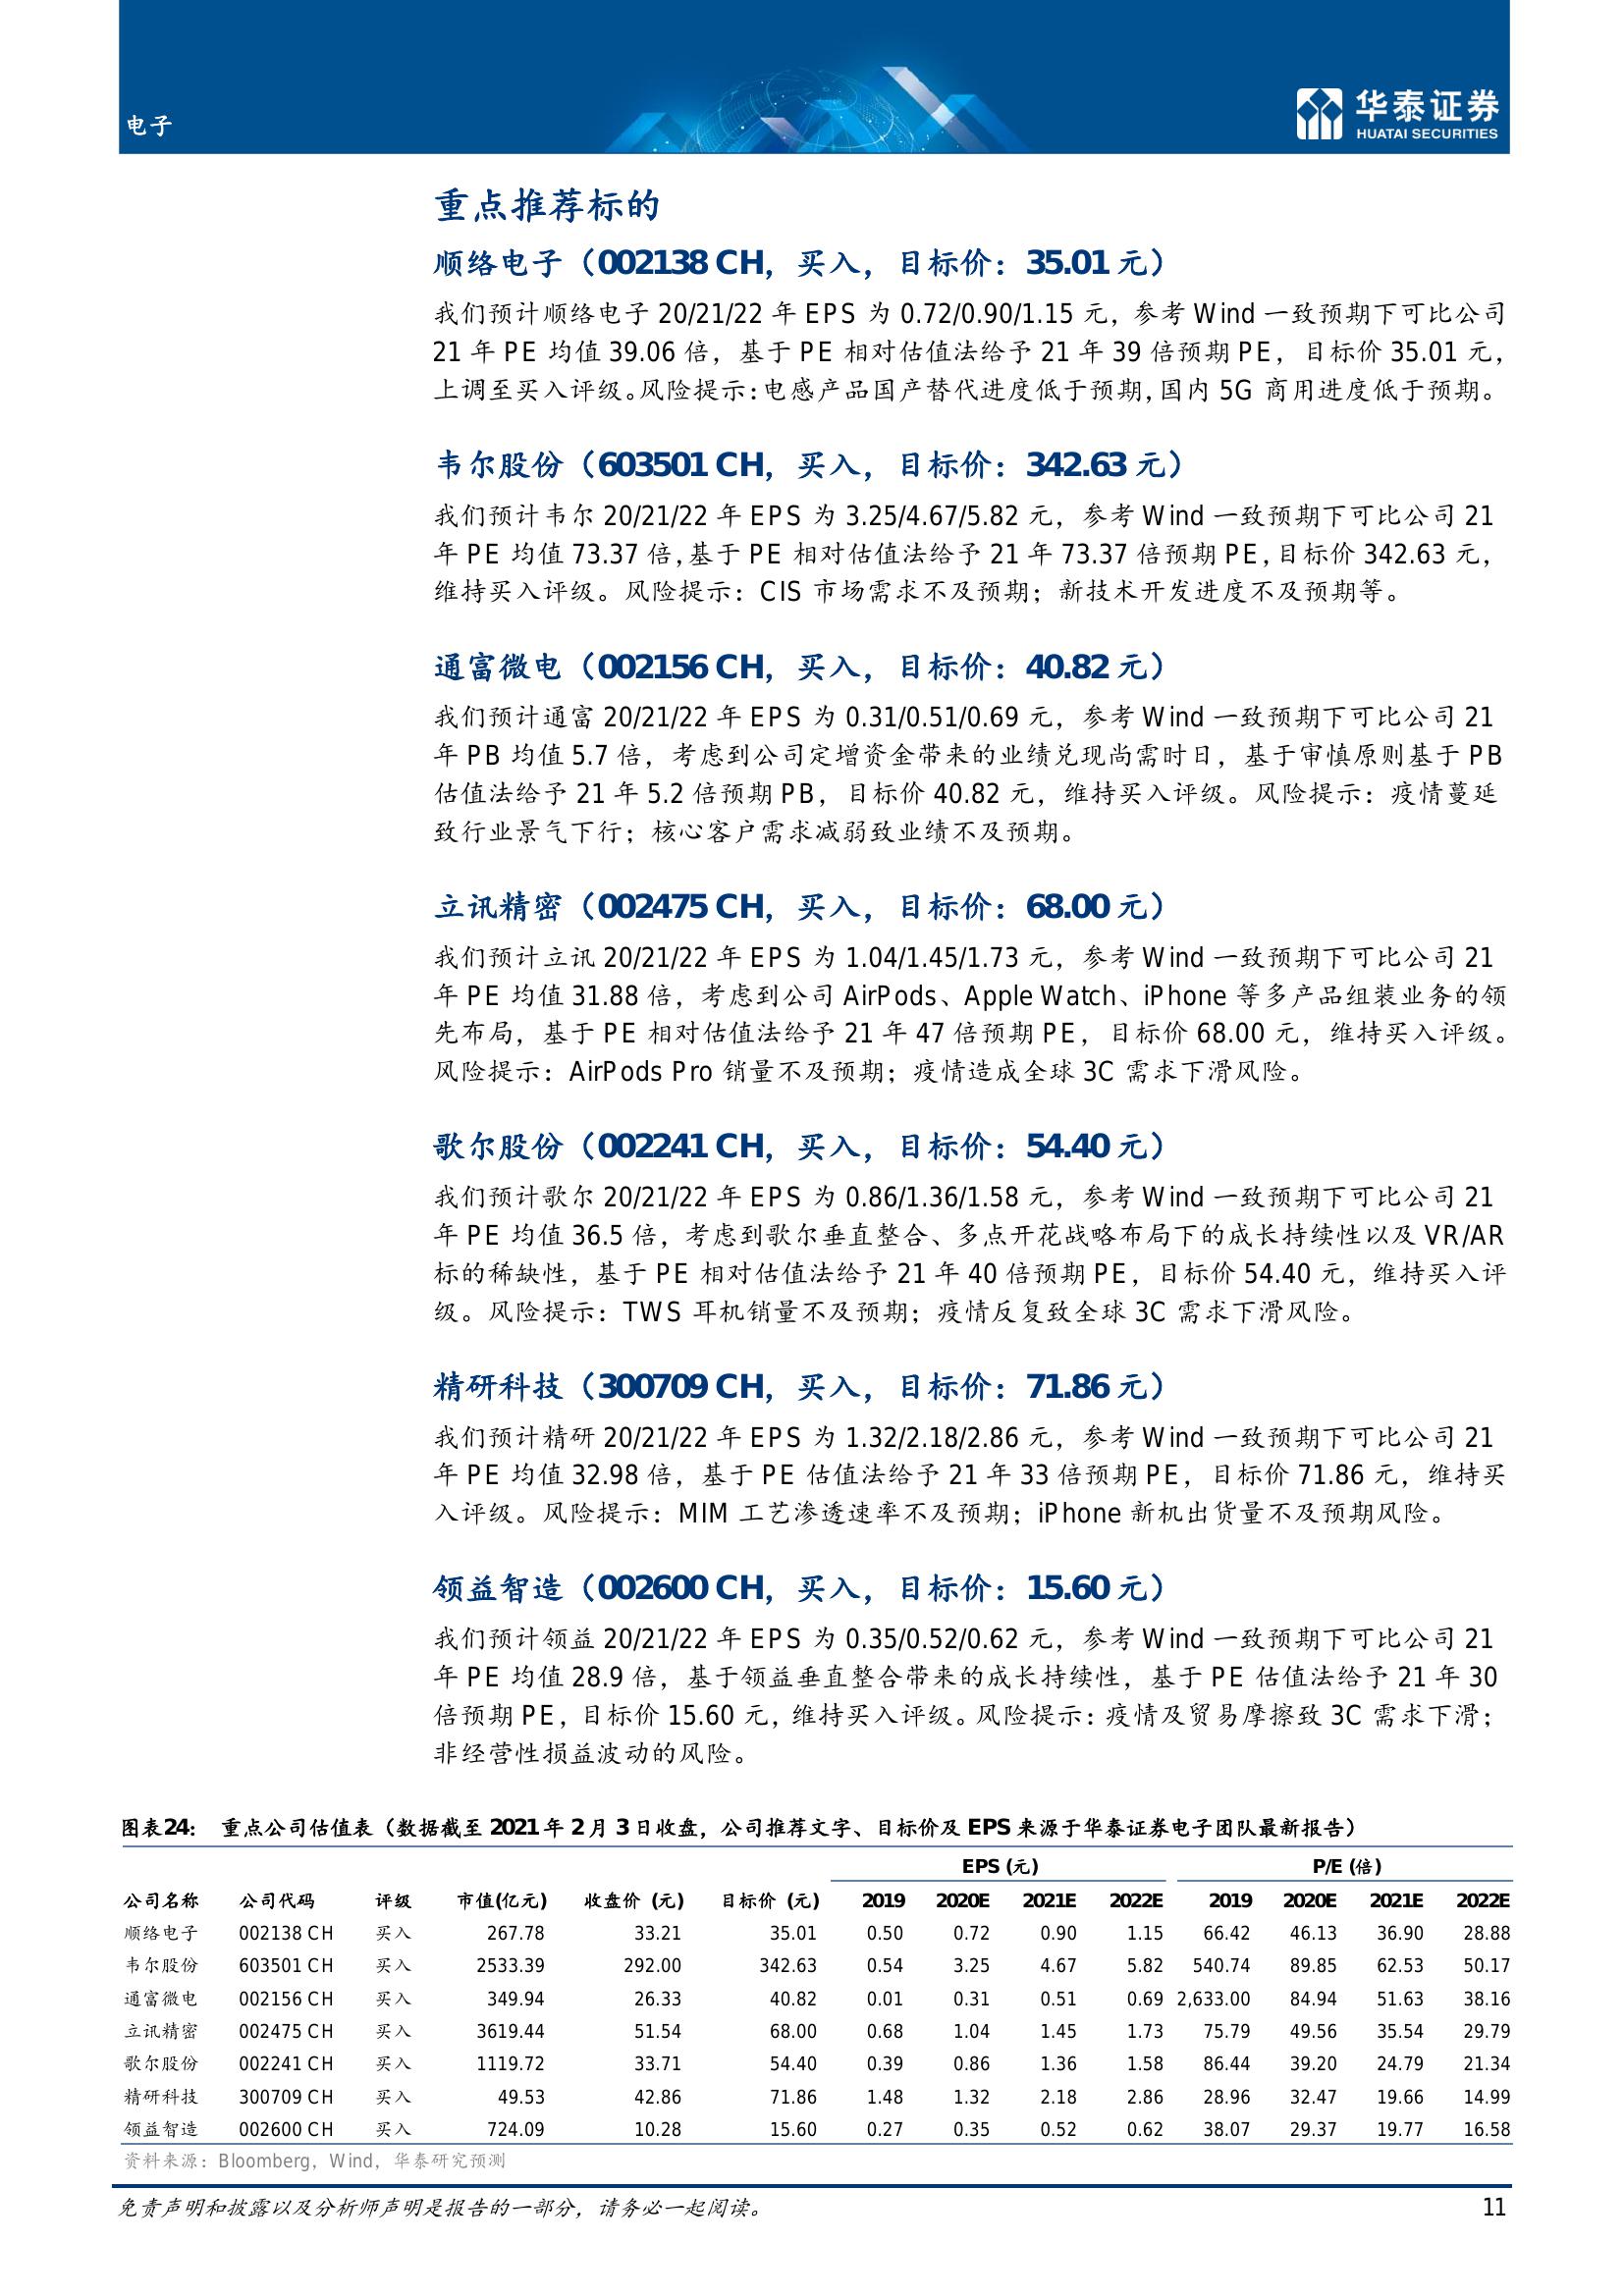 电子
华泰证券
HUATAI SECURITIES
重点推荐标的
顺络电子（002138 CH，买入，目标价：35.01 元）
我们预计顺络电子 20/21/22 年 EPS 为 0.72/0.90/1.15 元，参考 Wind 一致预期下可比公司
21 年 PE 均值 39.06 倍，基于 PE 相对估值法给予 21 年 39 倍预期 PE，目标价 35.01 元，
上调至买入评级。风险提示：电感产品国产替代进度低于预期，国内 5G 商用进度低于预期。
韦尔股份（603501 CH，买入，目标价：342.63 元）
我们预计韦尔 20/21/22 年 EPS 为 3.25/4.67/5.82 元，参考 Wind 一致预期下可比公司 21
年 PE 均值 73.37 倍，基于 PE 相对估值法给予 21 年 73.37 倍预期 PE，目标价 342.63 元，
维持买入评级。风险提示：CIS 市场需求不及预期；新技术开发进度不及预期等。
通富微电（002156 CH，买入，目标价：40.82 元）
我们预计通富 20/21/22 年 EPS 为 0.31/0.51/0.69 元，参考 Wind 一致预期下可比公司 21
年 PB 均值 5.7 倍，考虑到公司定增资金带来的业绩兑现尚需时日，基于审慎原则基于 PB
估值法给予 21 年 5.2 倍预期 PB，目标价 40.82 元，维持买入评级。风险提示：疫情蔓延
致行业景气下行；核心客户需求减弱致业绩不及预期。
立讯精密（002475 CH，买入，目标价：68.00 元）
我们预计立讯 20/21/22 年 EPS 为 1.04/1.45/1.73 元，参考 Wind 一致预期下可比公司 21
年 PE 均值 31.88 倍，考虑到公司 AirPods、Apple Watch、iPhone 等多产品组装业务的领
先布局，基于 PE 相对估值法给予 21 年 47 倍预期 PE，目标价 68.00 元，维持买入评级。
风险提示：AirPods Pro 销量不及预期；疫情造成全球 3C 需求下滑风险。
歌尔股份（002241 CH，买入，目标价：54.40 元）
我们预计歌尔 20/21/22 年 EPS 为 0.86/1.36/1.58 元，参考 Wind 一致预期下可比公司 21
年 PE 均值 36.5 倍，考虑到歌尔垂直整合、多点开花战略布局下的成长持续性以及 VR/AR
标的稀缺性，基于 PE 相对估值法给予 21 年 40 倍预期 PE，目标价 54.40 元，维持买入评
级。风险提示：TWS 耳机销量不及预期；疫情反复致全球 3C 需求下滑风险。
精研科技（300709 CH，买入，目标价：71.86 元）
我们预计精研 20/21/22 年 EPS 为 1.32/2.18/2.86 元，参考 Wind 一致预期下可比公司 21
年 PE 均值 32.98 倍，基于 PE 估值法给予 21 年 33 倍预期 PE，目标价 71.86 元，维持买
入评级。风险提示：MIM 工艺渗透速率不及预期；iPhone 新机出货量不及预期风险。
领益智造（002600 CH，买入，目标价：15.60 元）
我们预计领益 20/21/22 年 EPS 为 0.35/0.52/0.62 元，参考 Wind 一致预期下可比公司 21
年 PE 均值 28.9 倍，基于领益垂直整合带来的成长持续性，基于 PE 估值法给予 21 年 30
倍预期 PE，目标价 15.60 元，维持买入评级。风险提示：疫情及贸易摩擦致 3C 需求下滑；
非经营性损益波动的风险。
图表24： 重点公司估值表（数据截至 2021 年 2 月 3 日收盘，公司推荐文字、目标价及 EPS 来源于华泰证券电子团队最新报告）
EPS (元) P/E (倍)
公司名称 公司代码 评级 市值(亿元) 收盘价 (元) 目标价 (元) 2019 2020E 2021E 2022E 2019 2020E 2021E 2022E
顺络电子 002138 CH 买入 267.78 33.21 35.01 0.50 0.72 0.90 1.15 66.42 46.13 36.90 28.88
韦尔股份 603501 CH 买入 2533.39 292.00 342.63 0.54 3.25 4.67 5.82 540.74 89.85 62.53 50.17
通富微电 002156 CH 买入 349.94 26.33 40.82 0.01 0.31 0.51 0.69 2,633.00 84.94 51.63 38.16
立讯精密 002475 CH 买入 3619.44 51.54 68.00 0.68 1.04 1.45 1.73 75.79 49.56 35.54 29.79
歌尔股份 002241 CH 买入 1119.72 33.71 54.40 0.39 0.86 1.36 1.58 86.44 39.20 24.79 21.34
精研科技 300709 CH 买入 49.53 42.86 71.86 1.48 1.32 2.18 2.86 28.96 32.47 19.66 14.99
领益智造 002600 CH 买入 724.09 10.28 15.60 0.27 0.35 0.52 0.62 38.07 29.37 19.77 16.58
资料来源：Bloomberg，Wind，华泰研究预测
免责声明和披露以及分析师声明是报告的一部分，请务必一起阅读。 11